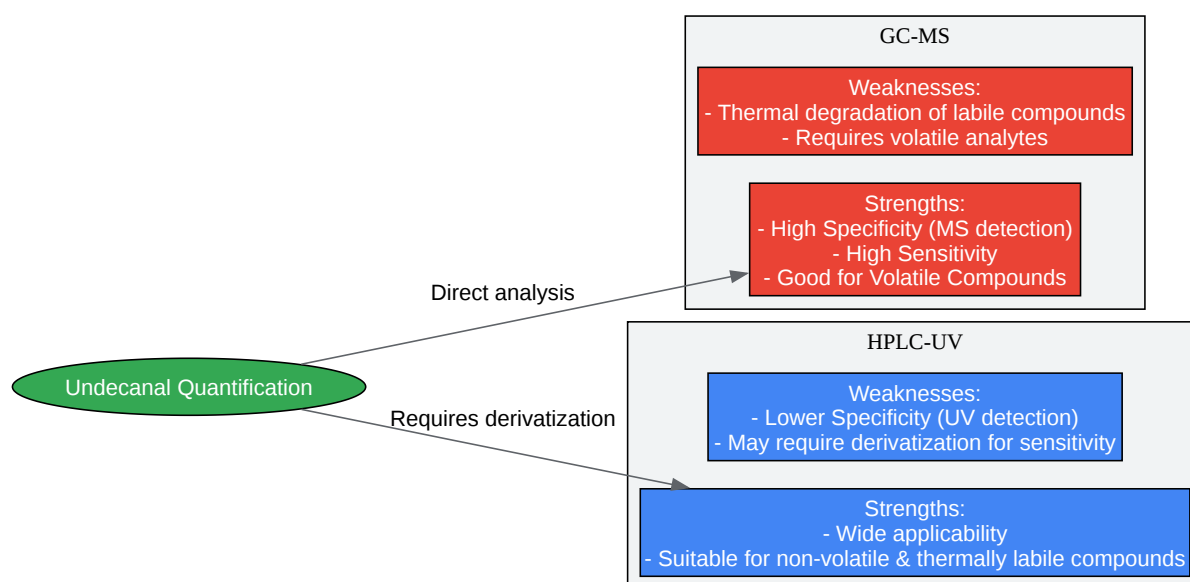 GC-MS
Weaknesses:
- Thermal degradation of labile compounds
- Requires volatile analytes
Strengths:
- High Specificity (MS detection)
- High Sensitivity
- Good for Volatile Compounds
Direct analysis
HPLC-UV
Undecanal Quantification
Requires derivatization
Weaknesses:
- Lower Specificity (UV detection)
- May require derivatization for sensitivity
Strengths:
- Wide applicability
- Suitable for non-volatile & thermally labile compounds